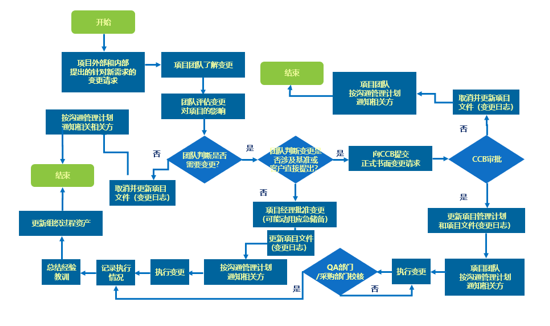 开始
项目外部和内部
提出的针对新需求的
变更请求
项目团队了解变更
团队评估变更
对项目的影响
团队判断是否
需要变更?
否
取消并更新项目
文件（变更日志）
按沟通管理计划
通知相关相关方
结束
是
团队判断变更是
否涉及基准或
客户直接提出?
是
向CCB提交
正式书面变更请求
CCB审批
否
取消并更新项目
（变更日志）
项目团队
按沟通管理计划
通知相关方
结束
是
更新项目管理计划
和项目文件(变更日志)
项目团队
按沟通管理计划
通知相关方
执行变更
QA部门
/采购部门校核
否
是
否
项目经理批准变更
(可能动用应急储备)
更新项目文件
(变更日志)
按沟通管理计划
通知相关方
执行变更
记录执行
情况
总结经验
教训
更新组织过程资产